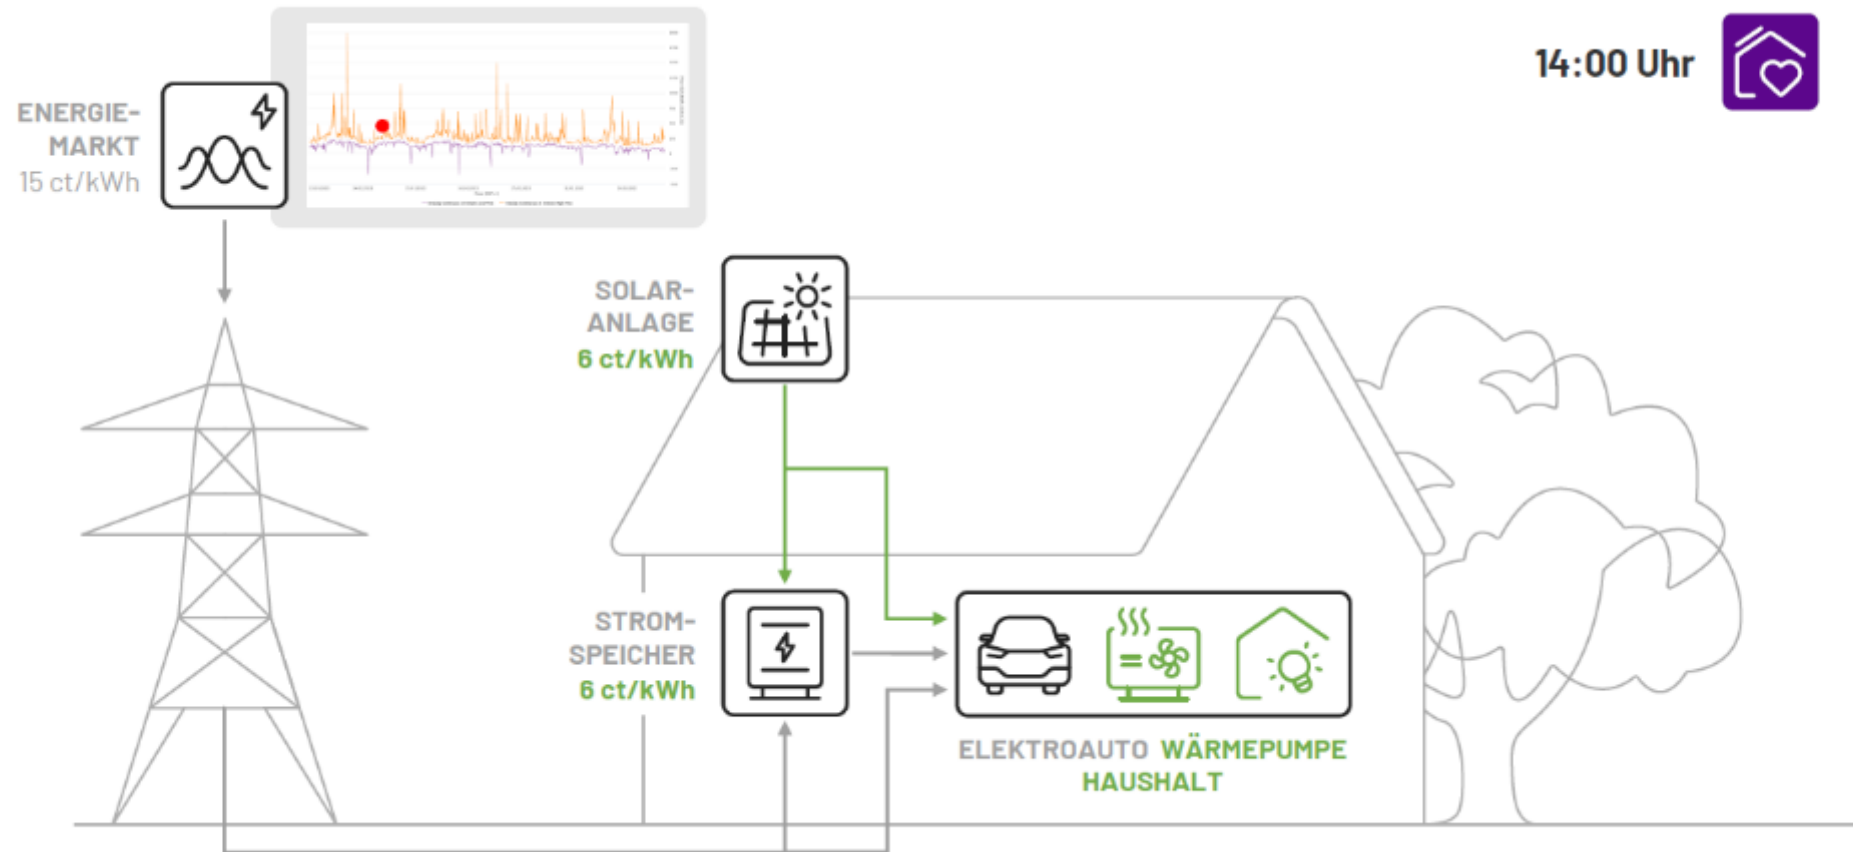 14:00 Uhr
ENERGIE-
MARKT
15 ct/kWh
SOLAR-
ANLAGE
6 ct/kWh
STROM-
SPEICHER
6 ct/kWh
ELEKTROAUTO WÄRMEPUMPE
HAUSHALT